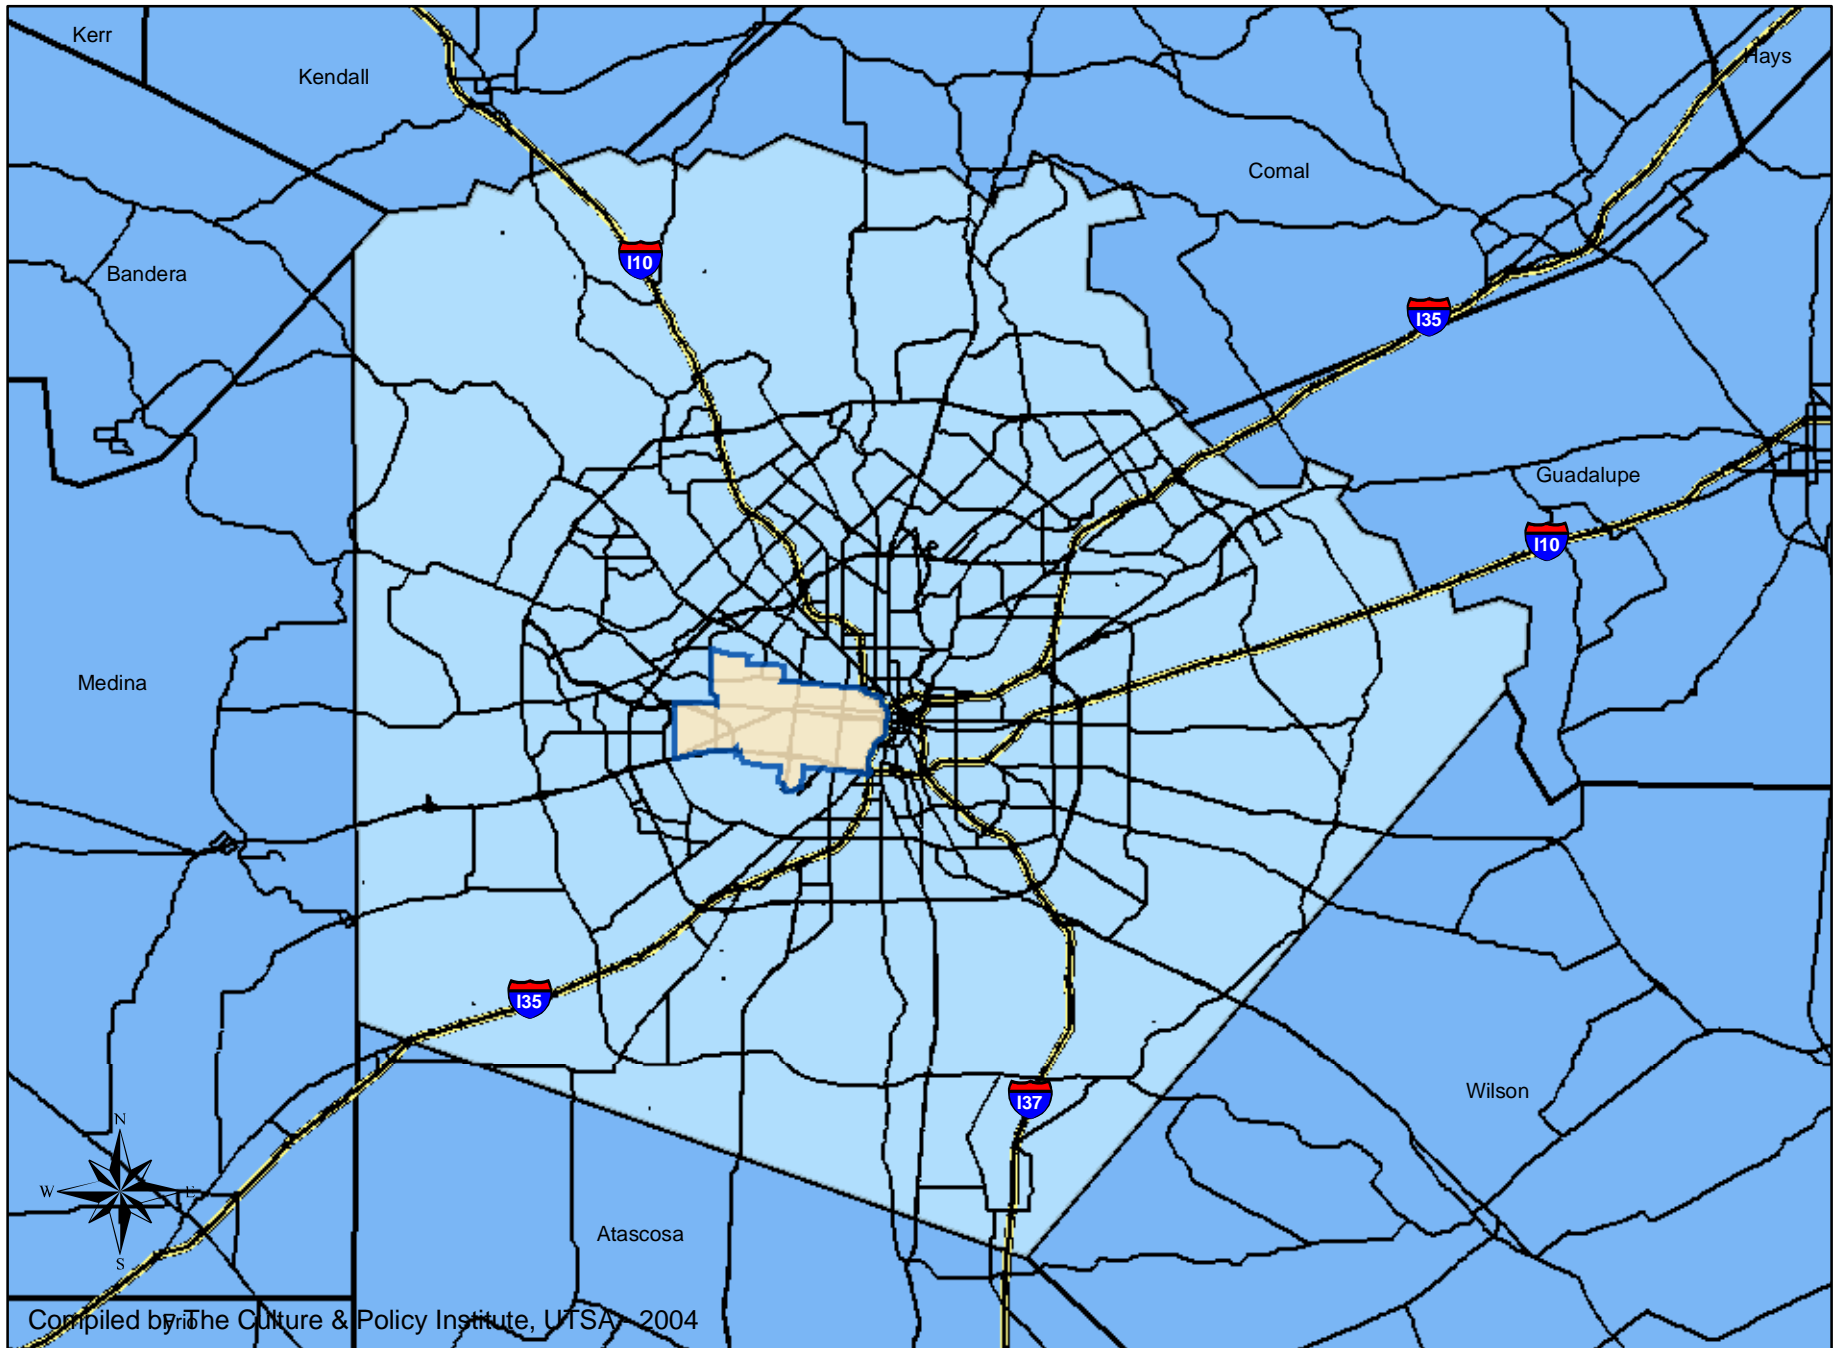 Kerr
Kendall
Hays
Comal
I10
Bandera
I35
Guadalupe
I10
Medina
I35
I37
Wilson
N
W
E
S
Atascosa
Frio
Compiled by: The Culture & Policy Institute, UTSA - 2004